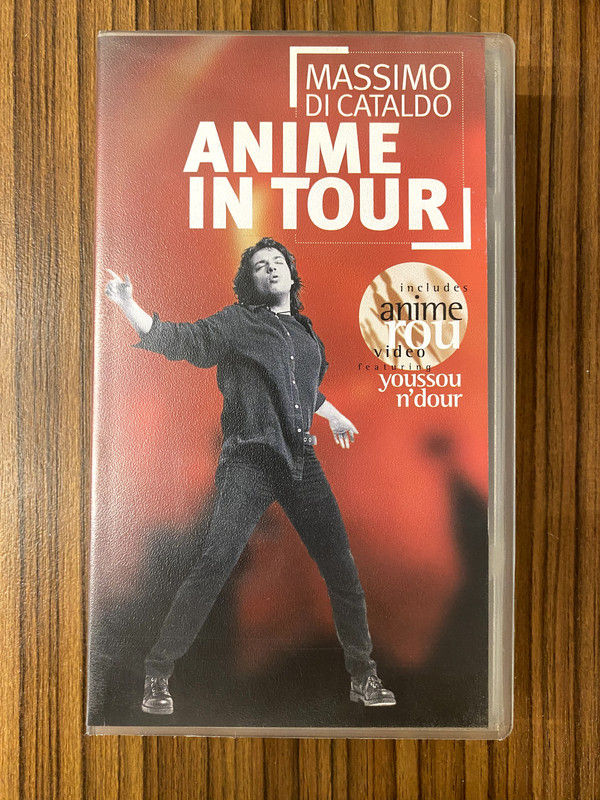 MASSIMO
DI CATALDO
ANIME
IN TOUR
includes
anime
rou
video
featuring
youssou
n'dour